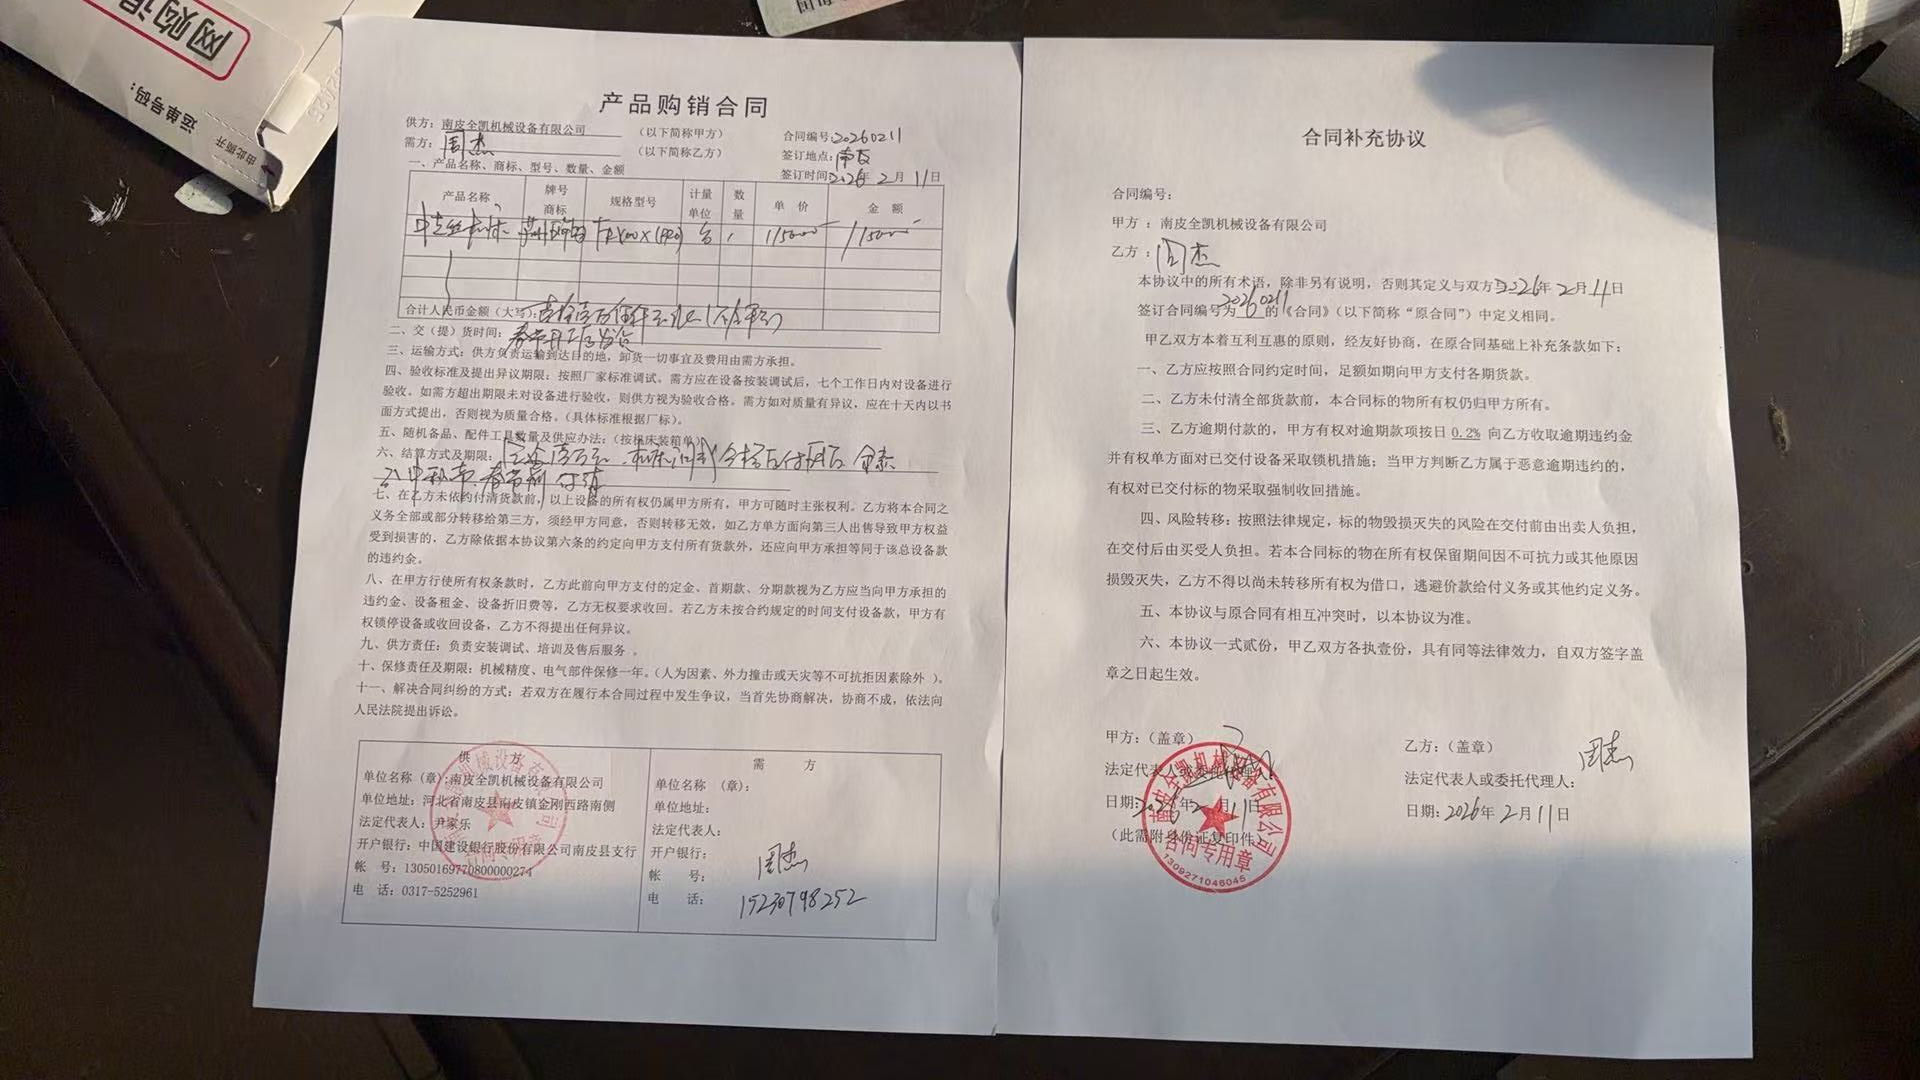 网购退
运单号码：
由此撕开
产品购销合同
供方：南皮全凯机械设备有限公司 （以下简称甲方） 合同编号：20260211
需方：周杰 （以下简称乙方） 签订地点：南皮
一、产品名称、商标、型号、数量、金额 签订时间2026年2月11日
产品名称 牌号商标 规格型号 计量单位 数量 单价 金额
中走丝机床 台 1 115000 115000
合计人民币金额（大写）：
二、交（提）货时间：
三、运输方式：供方负责运输到达目的地，卸货一切事宜及费用由需方承担。
四、验收标准及提出异议期限：按照厂家标准调试。需方应在设备按装调试后，七个工作日内对设备进行
验收。如需方超出期限未对设备进行验收，则供方视为验收合格。需方如对质量有异议，应在十天内以书
面方式提出，否则视为质量合格。（具体标准根据厂标）。
五、随机备品、配件工具数量及供应办法：（按机床装箱单）
六、结算方式及期限：
中秋节、春节前付清
七、在乙方未依约付清货款前，以上设备的所有权仍属甲方所有，甲方可随时主张权利。乙方将本合同之
义务全部或部分转移给第三方，须经甲方同意，否则转移无效，如乙方单方面向第三人出售导致甲方权益
受到损害的，乙方除依据本协议第六条的约定向甲方支付所有货款外，还应向甲方承担等同于该总设备款
的违约金。
八、在甲方行使所有权条款时，乙方此前向甲方支付的定金、首期款、分期款视为乙方应当向甲方承担的
违约金、设备租金、设备折旧费等，乙方无权要求收回。若乙方未按合约规定的时间支付设备款，甲方有
权锁停设备或收回设备，乙方不得提出任何异议。
九、供方责任：负责安装调试、培训及售后服务 。
十、保修责任及期限：机械精度、电气部件保修一年。（人为因素、外力撞击或天灾等不可抗拒因素除外 ）。
十一、解决合同纠纷的方式：若双方在履行本合同过程中发生争议，当首先协商解决，协商不成，依法向
人民法院提出诉讼。
供 方
单位名称（章）：南皮全凯机械设备有限公司
单位地址：河北省南皮县南皮镇金刚西路南侧
法定代表人：尹家乐
开户银行：中国建设银行股份有限公司南皮县支行
帐 号：13050169770800000274
电 话：0317-5252961
需 方
单位名称 （章）：
单位地址：
法定代表人：
开户银行：
帐 号： 周杰
电 话： 15230798252
合同补充协议
合同编号：
甲方 ：南皮全凯机械设备有限公司
乙方 ：周杰
本协议中的所有术语，除非另有说明，否则其定义与双方2026年2月11日
签订合同编号为20260211的《合同》（以下简称“原合同”）中定义相同。
甲乙双方本着互利互惠的原则，经友好协商，在原合同基础上补充条款如下：
一、乙方应按照合同约定时间，足额如期向甲方支付各期货款。
二、乙方未付清全部货款前，本合同标的物所有权仍归甲方所有。
三、乙方逾期付款的，甲方有权对逾期款项按日0.2%向乙方收取逾期违约金
并有权单方面对已交付设备采取锁机措施；当甲方判断乙方属于恶意逾期违约的，
有权对已交付标的物采取强制收回措施。
四、风险转移：按照法律规定，标的物毁损灭失的风险在交付前由出卖人负担，
在交付后由买受人负担。若本合同标的物在所有权保留期间因不可抗力或其他原因
损毁灭失，乙方不得以尚未转移所有权为借口，逃避价款给付义务或其他约定义务。
五、本协议与原合同有相互冲突时，以本协议为准。
六、本协议一式贰份，甲乙双方各执壹份，具有同等法律效力，自双方签字盖
章之日起生效。
甲方：（盖章）
法定代表人或委托代理人：
日期：2026年2月11日
（此需附身份证复印件）
南皮全凯机械设备有限公司
合同专用章
1309271046045
乙方：（盖章） 周杰
法定代表人或委托代理人：
日期：2026年2月11日